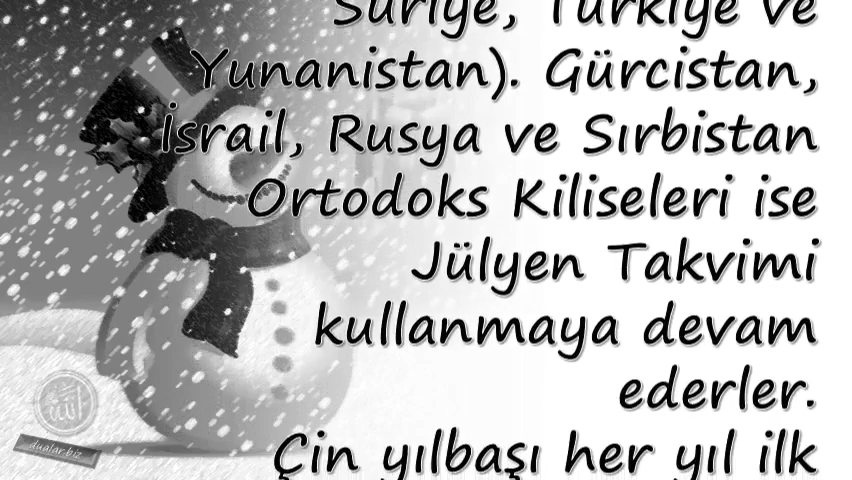 Suriye, Türkiye ve
Yunanistan). Gürcistan,
İsrail, Rusya ve Sırbistan
Ortodoks Kiliseleri ise
Jülyen Takvimi
kullanmaya devam
ederler.
Çin yılbaşı her yıl ilk
الله
dualar.biz